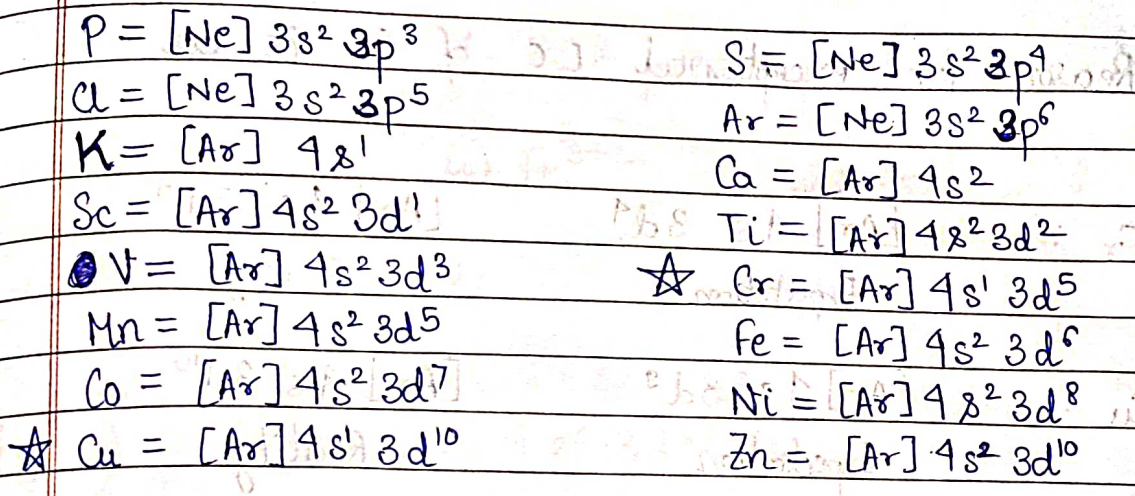 P = [Ne] 3s² 3p³ S = [Ne] 3s² 3p⁴
Cl = [Ne] 3s² 3p⁵ Ar = [Ne] 3s² 3p⁶
K = [Ar] 4s¹ Ca = [Ar] 4s²
Sc = [Ar] 4s² 3d¹ Ti = [Ar] 4s² 3d²
V = [Ar] 4s² 3d³ ☆ Cr = [Ar] 4s¹ 3d⁵
Mn = [Ar] 4s² 3d⁵ Fe = [Ar] 4s² 3d⁶
Co = [Ar] 4s² 3d⁷ Ni = [Ar] 4s² 3d⁸
☆ Cu = [Ar] 4s¹ 3d¹⁰ Zn = [Ar] 4s² 3d¹⁰